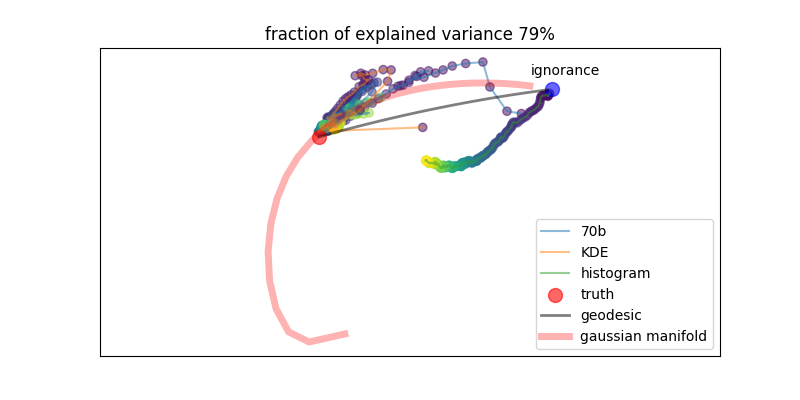 fraction of explained variance 79%
ignorance
70b
KDE
histogram
truth
geodesic
gaussian manifold